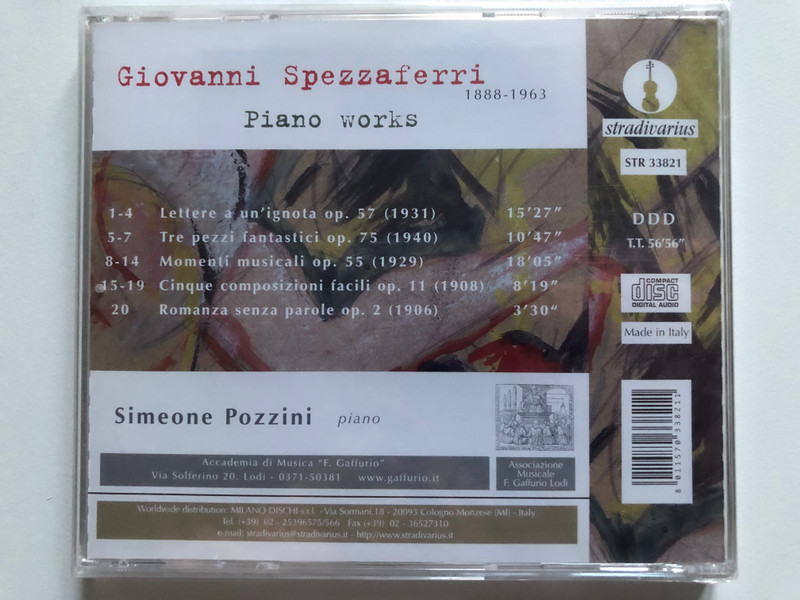 Giovanni Spezzaferri
1888-1963
Piano works
1-4 Lettere a un'ignota op. 57 (1931) 15'27"
5-7 Tre pezzi fantastici op. 75 (1940) 10'47"
8-14 Momenti musicali op. 55 (1929) 18'05"
15-19 Cinque composizioni facili op. 11 (1908) 8'19"
20 Romanza senza parole op. 2 (1906) 3'30"
Simeone Pozzini piano
Accademia di Musica "F. Gaffurio"
Via Solferino 20. Lodi - 0371-50381 www.gaffurio.it
Associazione
Musicale
F. Gaffurio Lodi
Worldwide distribution: MILANO DISCHI s.r.l. - Via Sormani,18 - 20093 Cologno Monzese (MI) - Italy
Tel. (+39) 02 - 25396575/566 Fax (+39) 02 - 36527310
e-mail: stradivarius@stradivarius.it - http://www.stradivarius.it
stradivarius
STR 33821
DDD
T.T. 56'56"
COMPACT
disc
DIGITAL AUDIO
Made in Italy
8 011570 338211